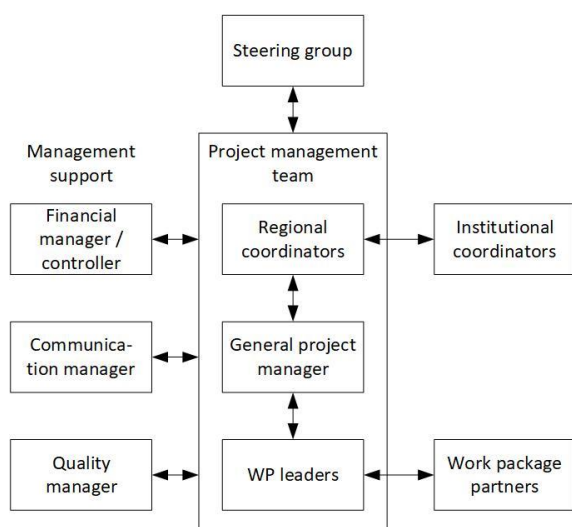 Steering group
Management
support
Project management
team
Financial
manager /
controller
Regional
coordinators
Institutional
coordinators
Communica-
tion manager
General project
manager
Quality
manager
WP leaders
Work package
partners